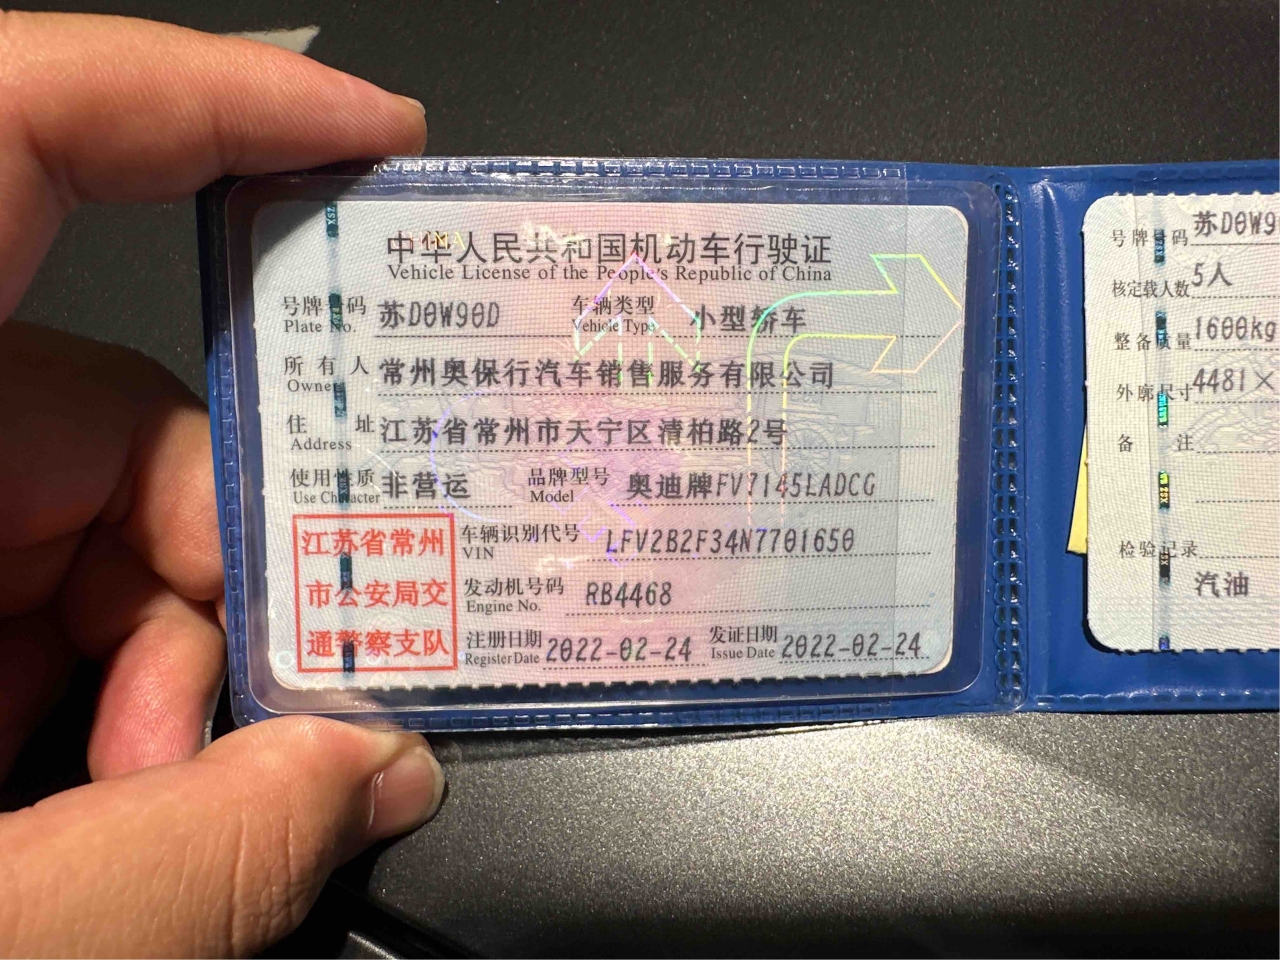 中华人民共和国机动车行驶证
Vehicle License of the People's Republic of China
号牌号码 苏D0W90D 车辆类型 小型轿车
Plate No. Vehicle Type
所有人 常州奥保行汽车销售服务有限公司
Owner
住址 江苏省常州市天宁区清柏路2号
Address
使用性质 非营运 品牌型号 奥迪牌FV7145LADCG
Use Character Model
江苏省常州
市公安局交
通警察支队
车辆识别代号 LFV2B2F34N7701650
VIN
发动机号码 RB4468
Engine No.
注册日期 2022-02-24 发证日期 2022-02-24
Register Date Issue Date
号牌号码 苏D0W9
核定载人数 5人
整备质量 1600kg
外廓尺寸 4481×
备注
检验记录
汽油